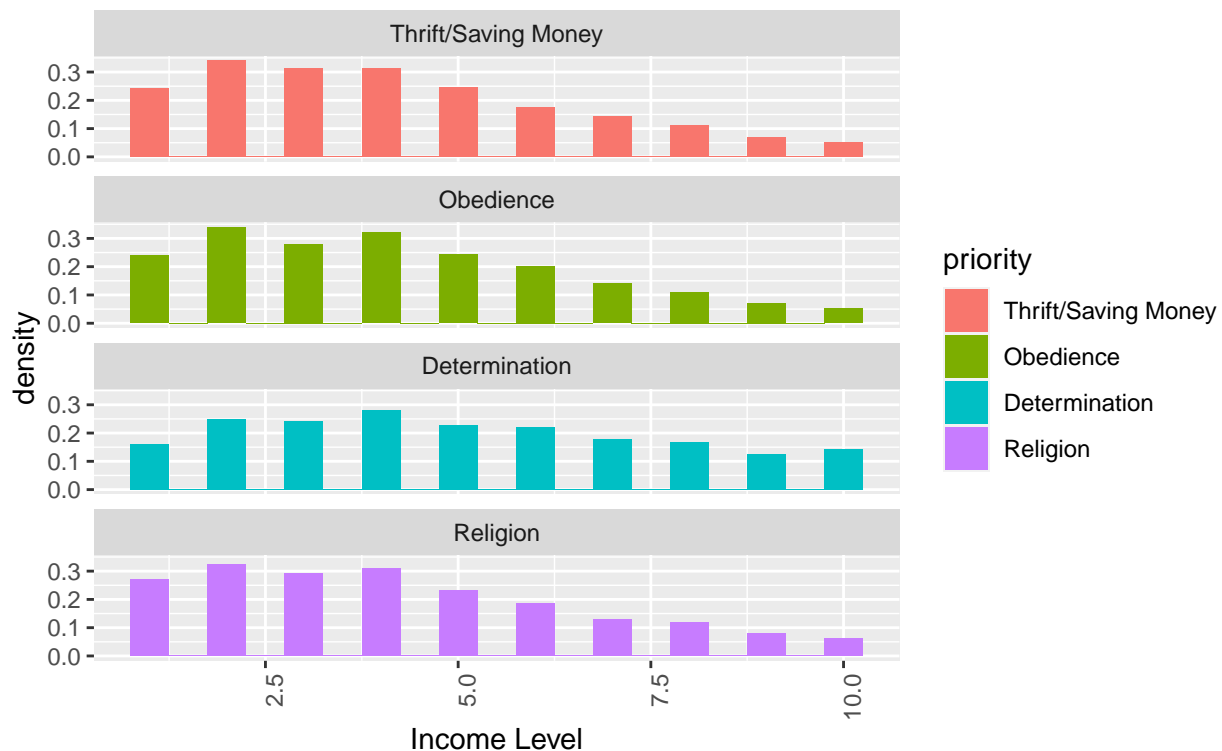 Thrift/Saving Money
0.3
0.2
0.1
0.0
Obedience
0.3
0.2
0.1
0.0
Determination
0.3
0.2
0.1
0.0
Religion
0.3
0.2
0.1
0.0
density
2.5
5.0
7.5
10.0
Income Level
priority
Thrift/Saving Money
Obedience
Determination
Religion